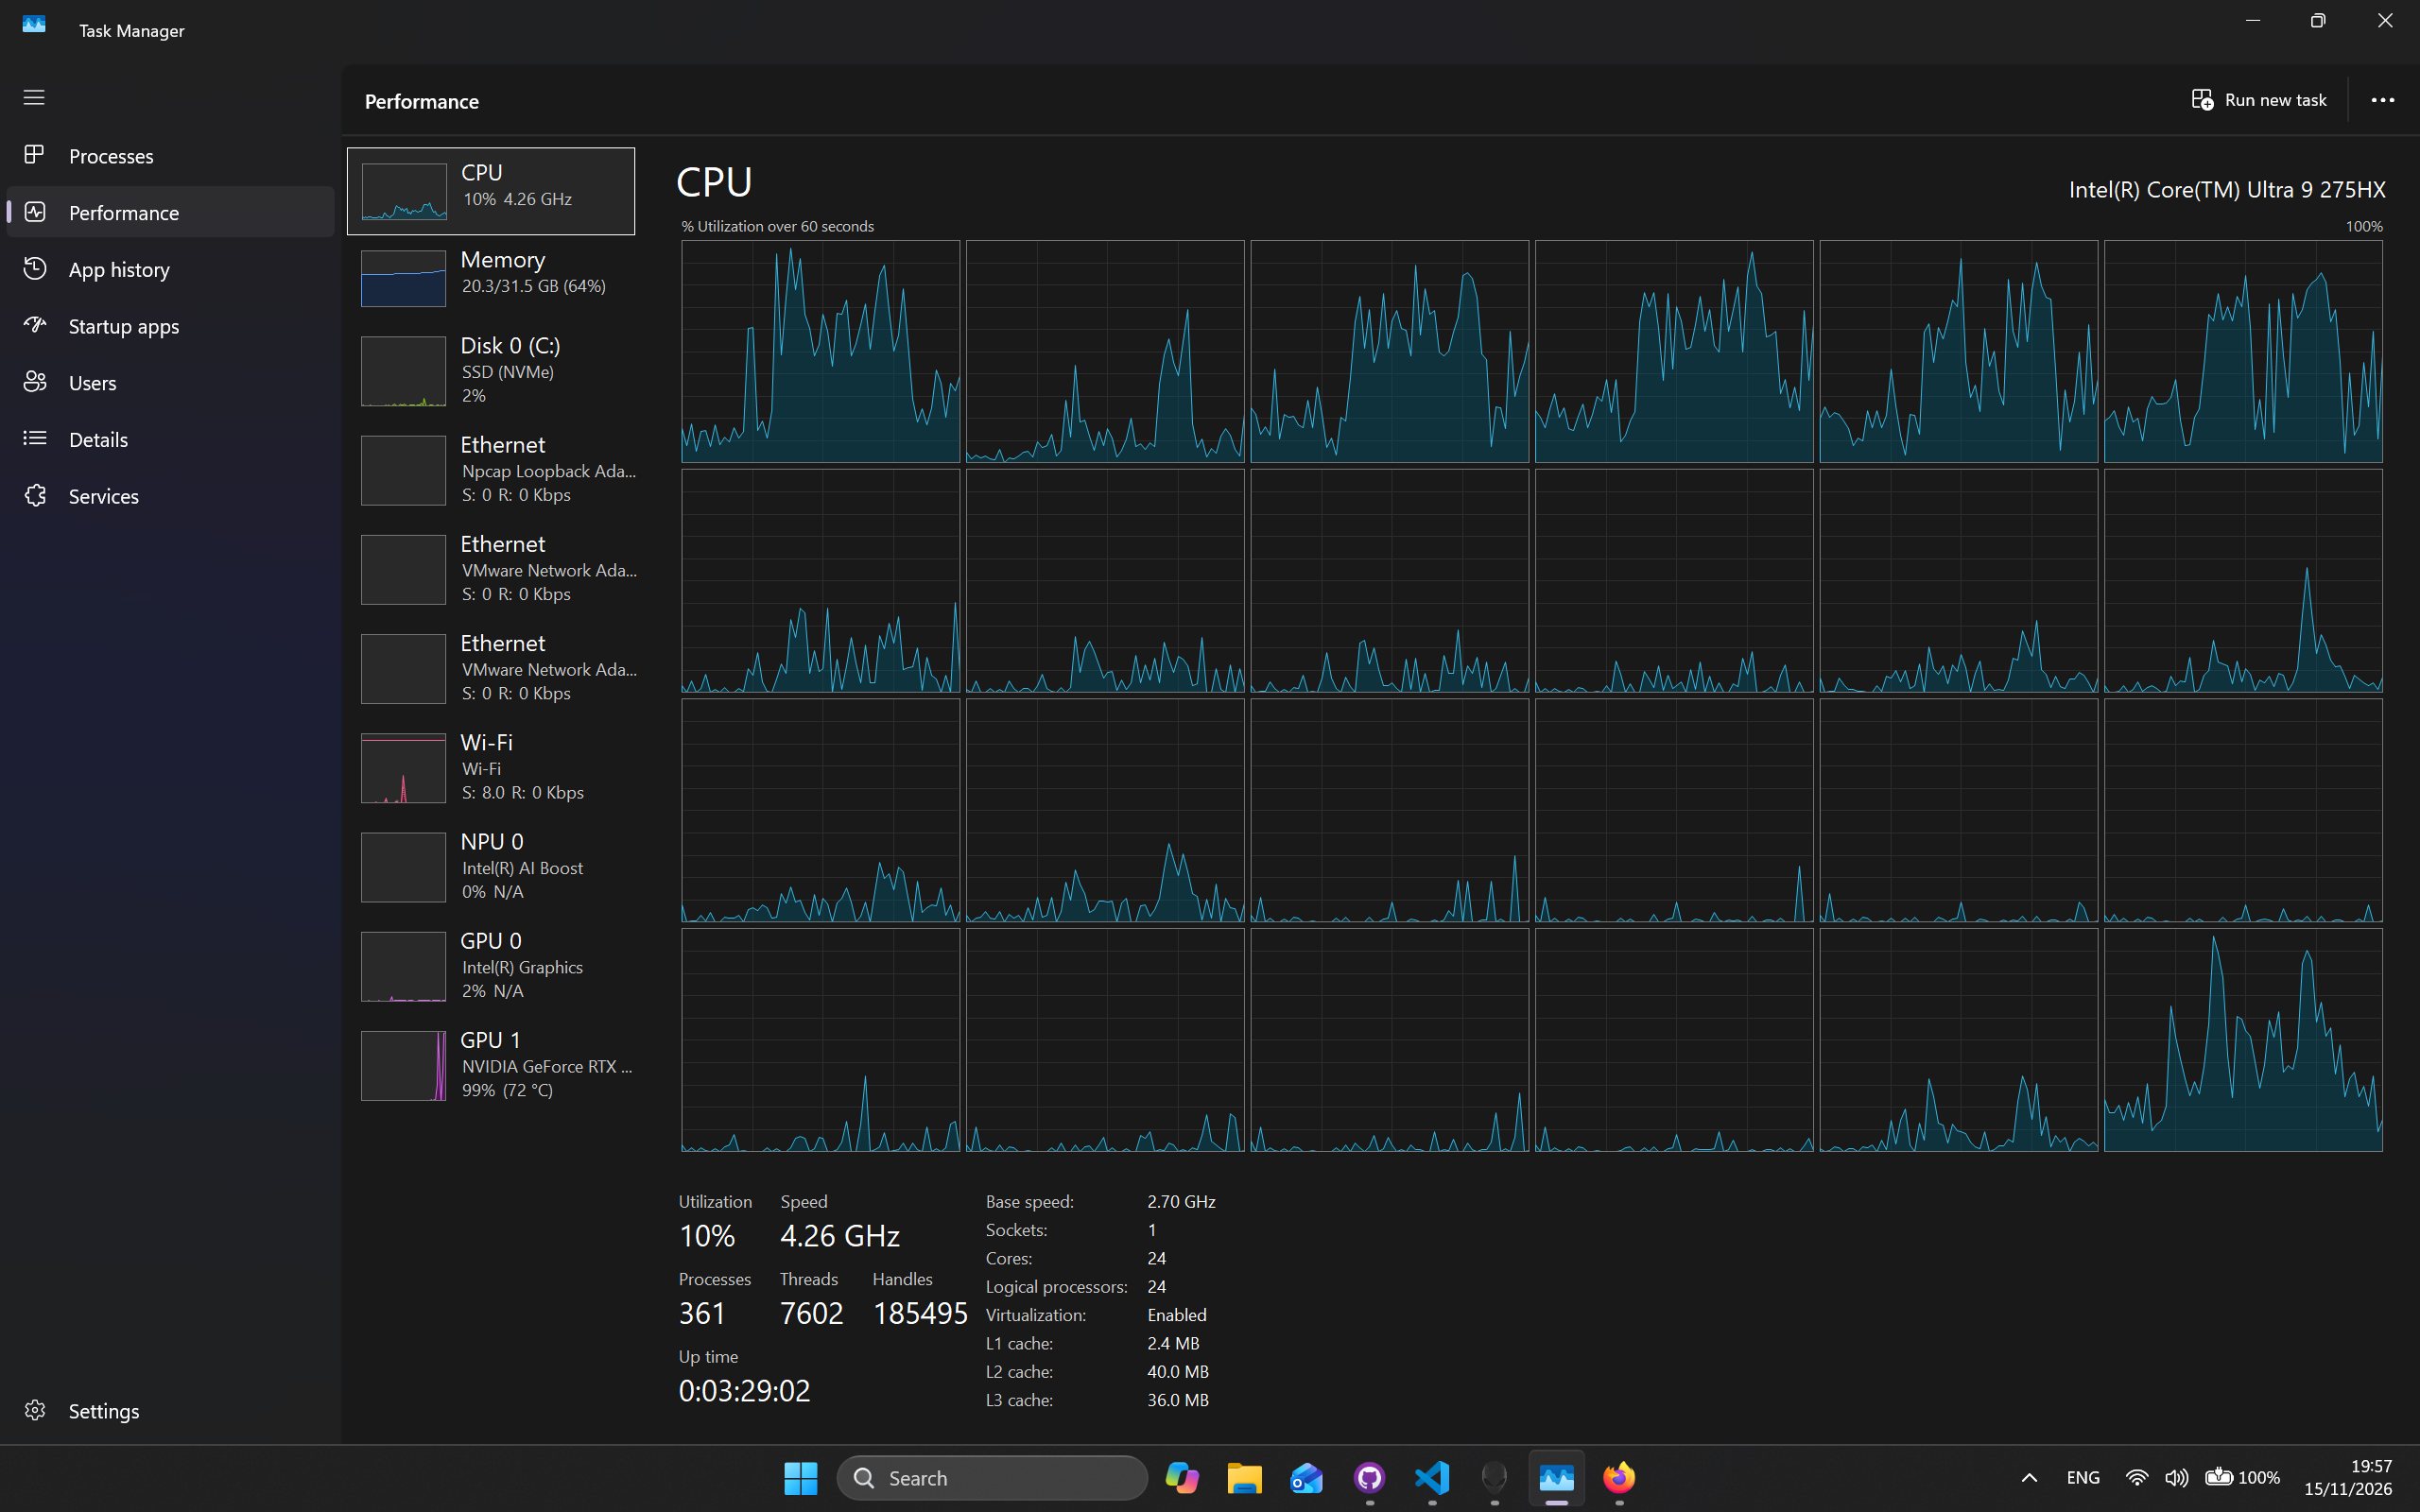 Task Manager
Performance
Run new task
Processes
Performance
App history
Startup apps
Users
Details
Services
Settings
CPU
10% 4.26 GHz
Memory
20.3/31.5 GB (64%)
Disk 0 (C:)
SSD (NVMe)
2%
Ethernet
Npcap Loopback Ada...
S: 0 R: 0 Kbps
Ethernet
VMware Network Ada...
S: 0 R: 0 Kbps
Ethernet
VMware Network Ada...
S: 0 R: 0 Kbps
Wi-Fi
Wi-Fi
S: 8.0 R: 0 Kbps
NPU 0
Intel(R) AI Boost
0% N/A
GPU 0
Intel(R) Graphics
2% N/A
GPU 1
NVIDIA GeForce RTX ...
99% (72 °C)
CPU
Intel(R) Core(TM) Ultra 9 275HX
% Utilization over 60 seconds
100%
Utilization Speed
10% 4.26 GHz
Processes Threads Handles
361 7602 185495
Up time
0:03:29:02
Base speed: 2.70 GHz
Sockets: 1
Cores: 24
Logical processors: 24
Virtualization: Enabled
L1 cache: 2.4 MB
L2 cache: 40.0 MB
L3 cache: 36.0 MB
Search
ENG
100%
19:57
15/11/2026